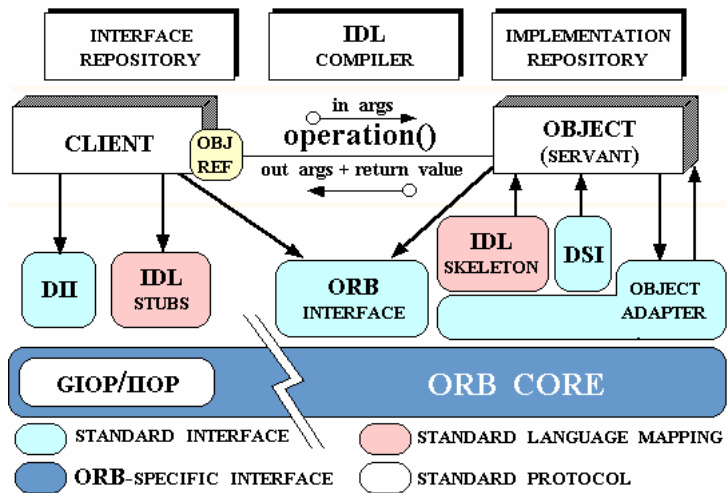 INTERFACE
REPOSITORY
IDL
COMPILER
IMPLEMENTATION
REPOSITORY
in args
operation()
out args + return value
CLIENT
OBJ
REF
OBJECT
(SERVANT)
DII
IDL
STUBS
ORB
INTERFACE
IDL
SKELETON
DSI
OBJECT
ADAPTER
GIOP/IIOP
ORB CORE
STANDARD INTERFACE
STANDARD LANGUAGE MAPPING
ORB-SPECIFIC INTERFACE
STANDARD PROTOCOL